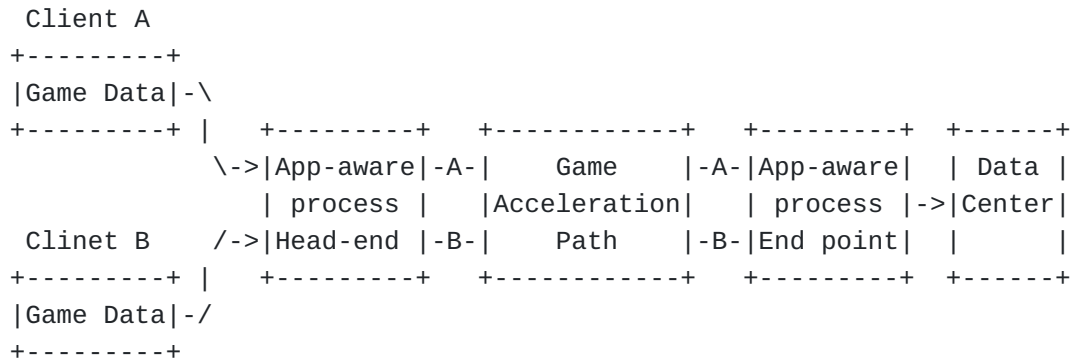 Client A
+---------+
|Game Data|-\
+---------+ |   +---------+   +------------+   +---------+  +------+
             \->|App-aware|-A-|    Game    |-A-|App-aware|  | Data |
                | process |   |Acceleration|   | process |->|Center|
 Clinet B    /->|Head-end |-B-|    Path    |-B-|End point|  |      |
+---------+ |   +---------+   +------------+   +---------+  +------+
|Game Data|-/
+---------+